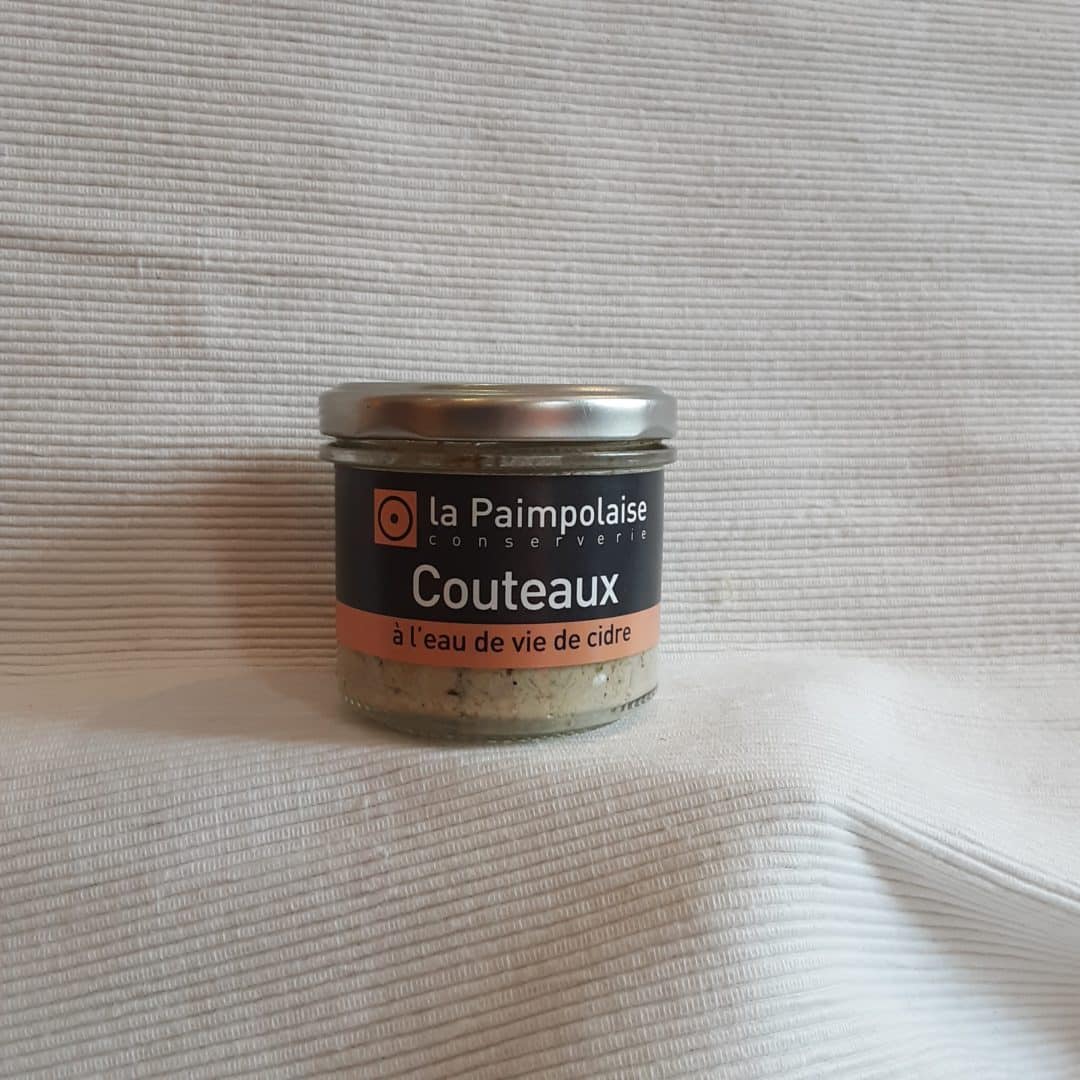 la Paimpolaise
conserverie
Couteaux
à l'eau de vie de cidre